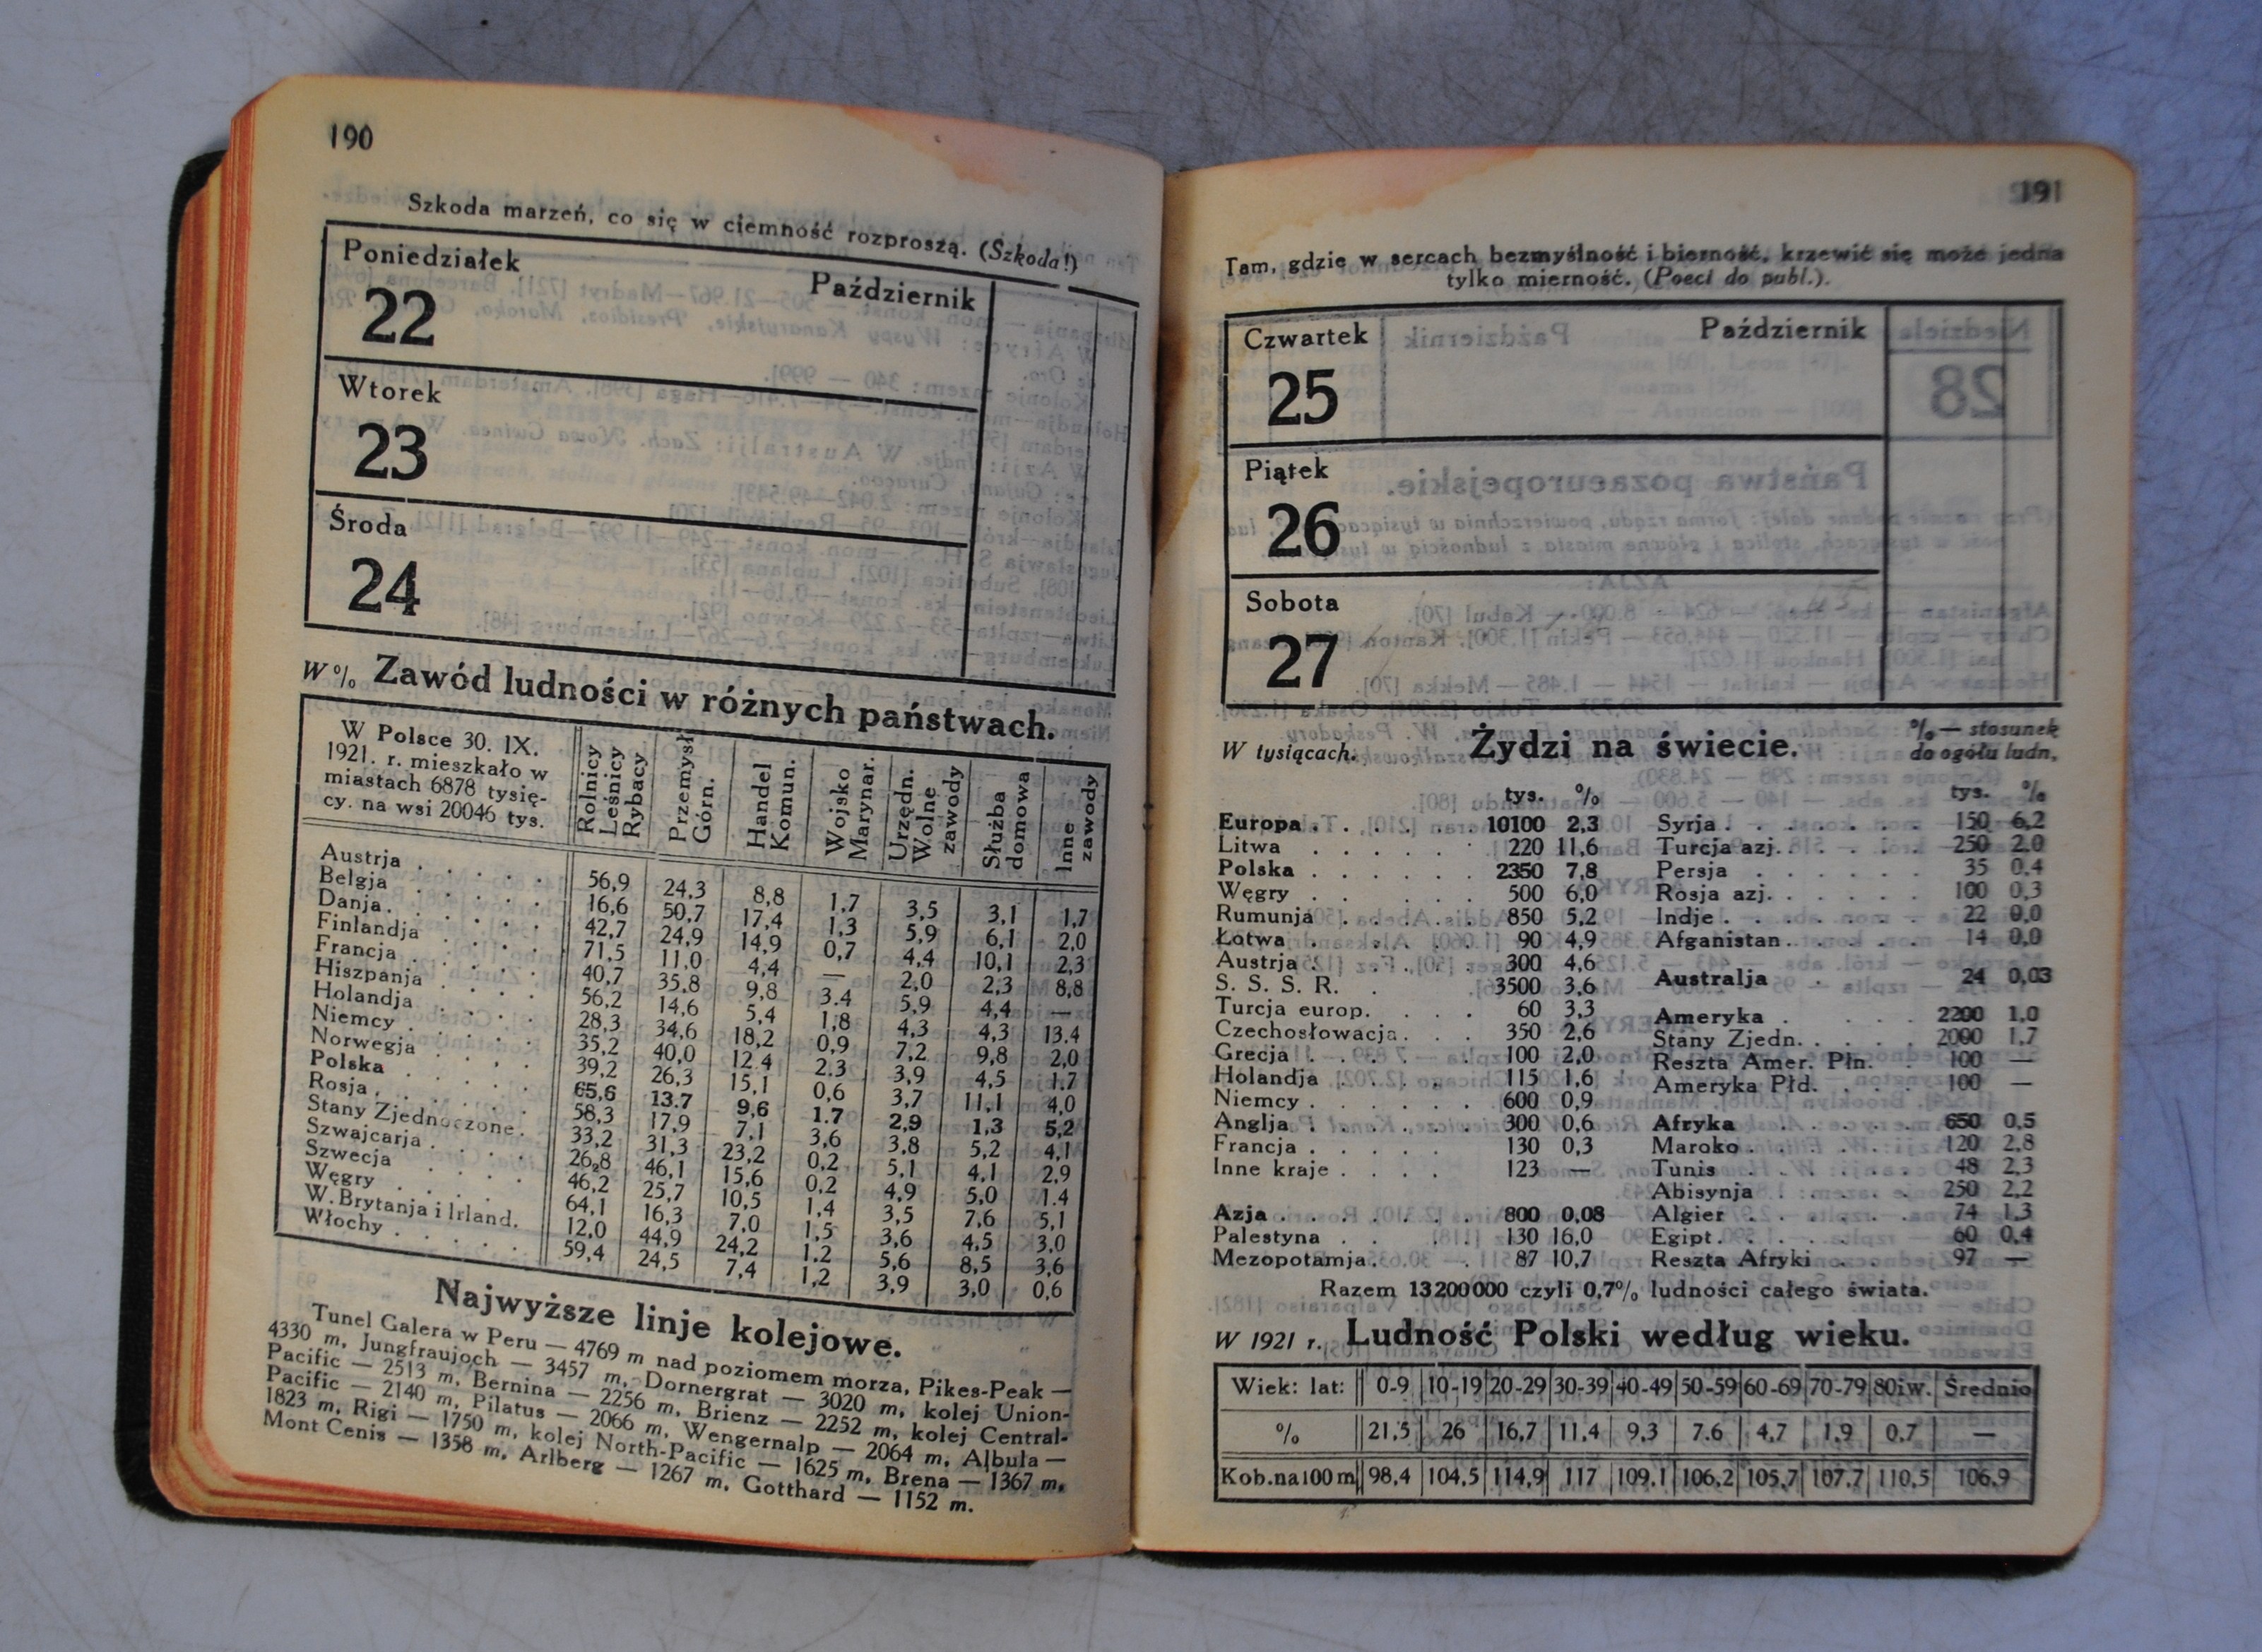 190
Szkoda marzeń, co się w ciemność rozproszą. (Szkoda!)
Poniedziałek Październik
22
Wtorek
23
Środa
24
W % Zawód ludności w różnych państwach.
W Polsce 30. IX.
1921. r. mieszkało w
miastach 6878 tysię-
cy. na wsi 20046 tys.
Rolnicy Leśnicy Rybacy
Przemysł Górn.
Handel Komun.
Wojsko Marynar.
Urzędn. Wolne zawody
Służba domowa
Inne zawody
Austrja . . . . . 56,9 24,3 8,8 1,7 3,5 3,1 1,7
Belgja . . . . . 16,6 50,7 17,4 1,3 5,9 6,1 2,0
Danja . . . . . 42,7 24,9 14,9 0,7 4,4 10,1 2,3
Finlandja . . . . 71,5 11,0 4,4 — 2,0 2,3 8,8
Francja . . . . . 40,7 35,8 9,8 3.4 5,9 4,4 —
Hiszpanja . . . . 56,2 14,6 5,4 1,8 4,3 4,3 13.4
Holandja . . . . 28,3 34,6 18,2 0,9 7,2 9,8 2,0
Niemcy . . . . . 35,2 40,0 12.4 2.3 3,9 4,5 1.7
Norwegja . . . . 39,2 26,3 15,1 0,6 3,7 11,1 4,0
Polska . . . . . 65,6 13.7 9,6 1.7 2,9 1,3 5,2
Rosja . . . . . . 58,3 17,9 7,1 3,6 3,8 5,2 4,1
Stany Zjednoczone. 33,2 31,3 23,2 0,2 5,1 4,1 2,9
Szwajcarja . . . . 26,8 46,1 15,6 0,2 4,9 5,0 1.4
Szwecja . . . . 46,2 25,7 10,5 1,4 3,5 7,6 5,1
Węgry . . . . . 64,1 16,3 7,0 1,5 3,6 4,5 3,0
W. Brytanja i Irland. 12,0 44,9 24,2 1.2 5,6 8,5 3,6
Włochy . . . . . 59,4 24,5 7,4 1,2 3,9 3,0 0,6
Najwyższe linje kolejowe.
Tunel Galera w Peru — 4769 m nad poziomem morza, Pikes-Peak —
4330 m, Jungfraujoch — 3457 m, Dornergrat — 3020 m, kolej Union-
Pacific — 2513 m, Bernina — 2256 m, Brienz — 2252 m, kolej Central-
Pacific — 2140 m, Pilatus — 2066 m, Wengernalp — 2064 m, Albula —
1823 m, Rigi — 1750 m, kolej North-Pacific — 1625 m, Brena — 1367 m,
Mont Cenis — 1358 m, Arlberg — 1267 m, Gotthard — 1152 m.
191
Tam, gdzie w sercach bezmyślność i bierność, krzewić się może jedna
tylko mierność. (Poeci do publ.).
Czwartek Październik
25
Piątek
26
Sobota
27
W tysiącach. Żydzi na świecie. % — stosunek
do ogółu ludn.
tys. %
Europa . . . . . 10100 2,3
Litwa . . . . . . 220 11,6
Polska . . . . . . 2350 7,8
Węgry . . . . . . 500 6,0
Rumunja . . . . . 850 5,2
Łotwa . . . . . . 90 4,9
Austrja . . . . . 300 4,6
S. S. S. R. . . . 3500 3,6
Turcja europ. . . . 60 3,3
Czechosłowacja . . . 350 2,6
Grecja . . . . . . 100 2,0
Holandja . . . . . 115 1,6
Niemcy . . . . . . 600 0,9
Anglja . . . . . . 300 0,6
Francja . . . . . 130 0,3
Inne kraje . . . . 123 —
Azja . . . . . . . 800 0,08
Palestyna . . . . 130 16,0
Mezopotamja . . . . 87 10,7
tys. %
Syrja . . . . . . 150 6,2
Turcja azj. . . . . 250 2,0
Persja . . . . . . 35 0,4
Rosja azj. . . . . 100 0,3
Indje . . . . . . 22 0,0
Afganistan . . . . 14 0,0
Australja . . . . 24 0,03
Ameryka . . . . . 2200 1,0
Stany Zjedn. . . . 2000 1,7
Reszta Amer. Płn. . 100 —
Ameryka Płd. . . . 100 —
Afryka . . . . . . 650 0,5
Maroko . . . . . . 120 2,8
Tunis . . . . . . 48 2,3
Abisynja . . . . . 250 2,2
Algier . . . . . . 74 1,3
Egipt . . . . . . 60 0,4
Reszta Afryki . . . 97 —
Razem 13200000 czyli 0,7% ludności całego świata.
W 1921 r. Ludność Polski według wieku.
Wiek: lat: 0-9 10-19 20-29 30-39 40-49 50-59 60-69 70-79 80iw. Średnio
% 21,5 26 16,7 11,4 9,3 7.6 4,7 1,9 0.7 —
Kob.na100m 98,4 104,5 114,9 117 109,1 106,2 105,7 107,7 110,5 106,9